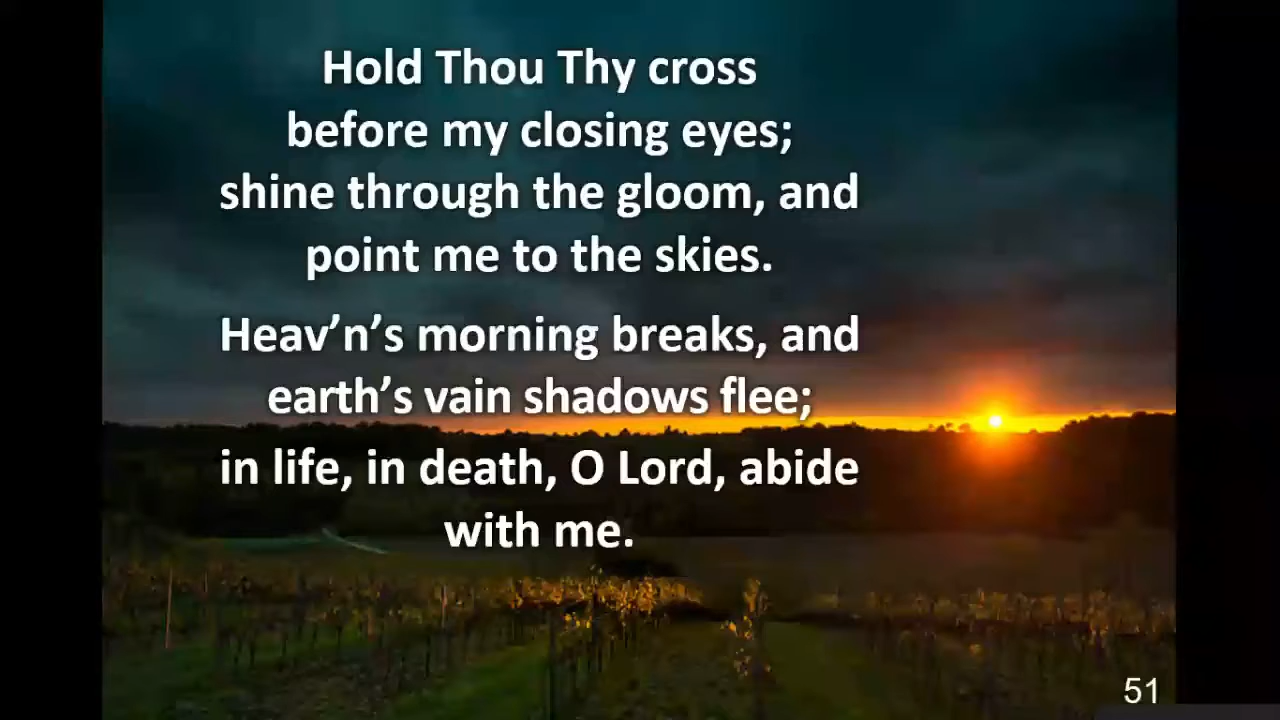 Hold Thou Thy cross
before my closing eyes;
shine through the gloom, and
point me to the skies.
Heav’n’s morning breaks, and
earth’s vain shadows flee;
in life, in death, O Lord, abide
with me.
51